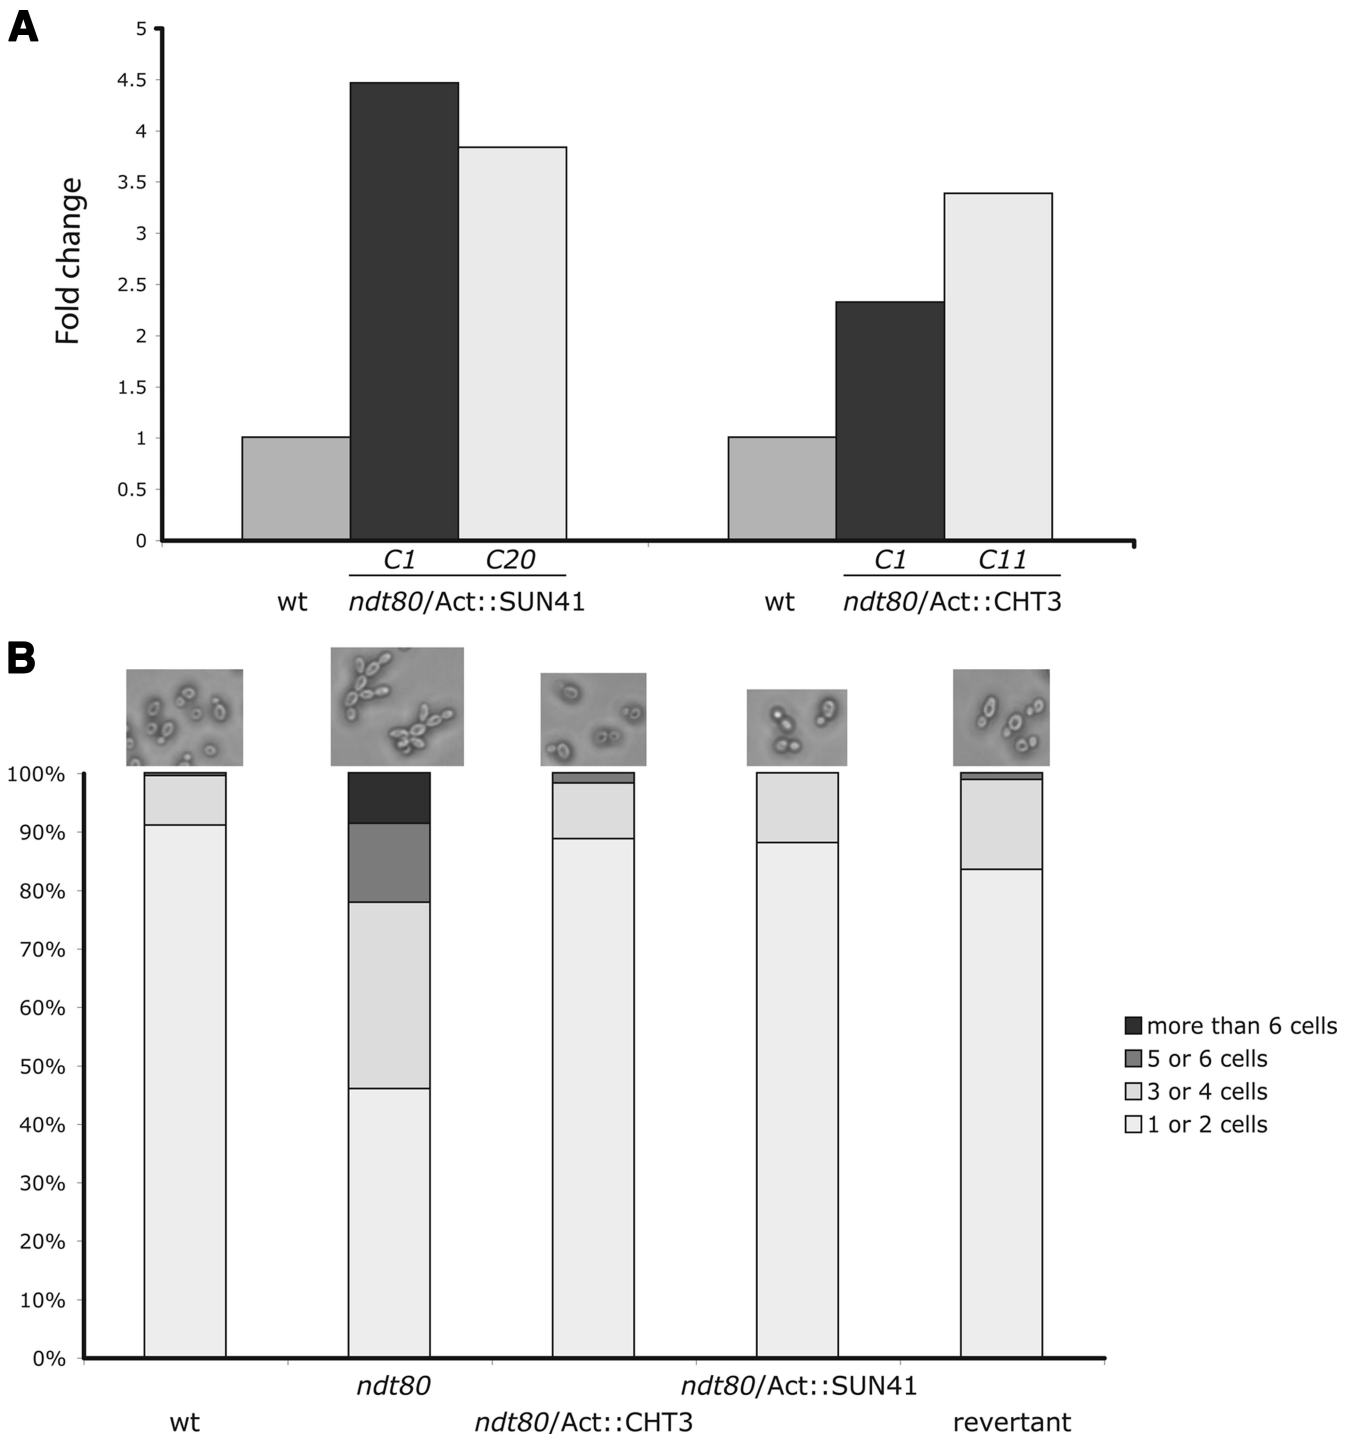 A
5
4.5
4
3.5
3
2.5
2
1.5
1
0.5
0
Fold change
C1 C20 C1 C11
wt ndt80/Act::SUN41 wt ndt80/Act::CHT3
B
100%
90%
80%
70%
60%
50%
40%
30%
20%
10%
0%
more than 6 cells
5 or 6 cells
3 or 4 cells
1 or 2 cells
ndt80 ndt80/Act::SUN41
wt ndt80/Act::CHT3 revertant